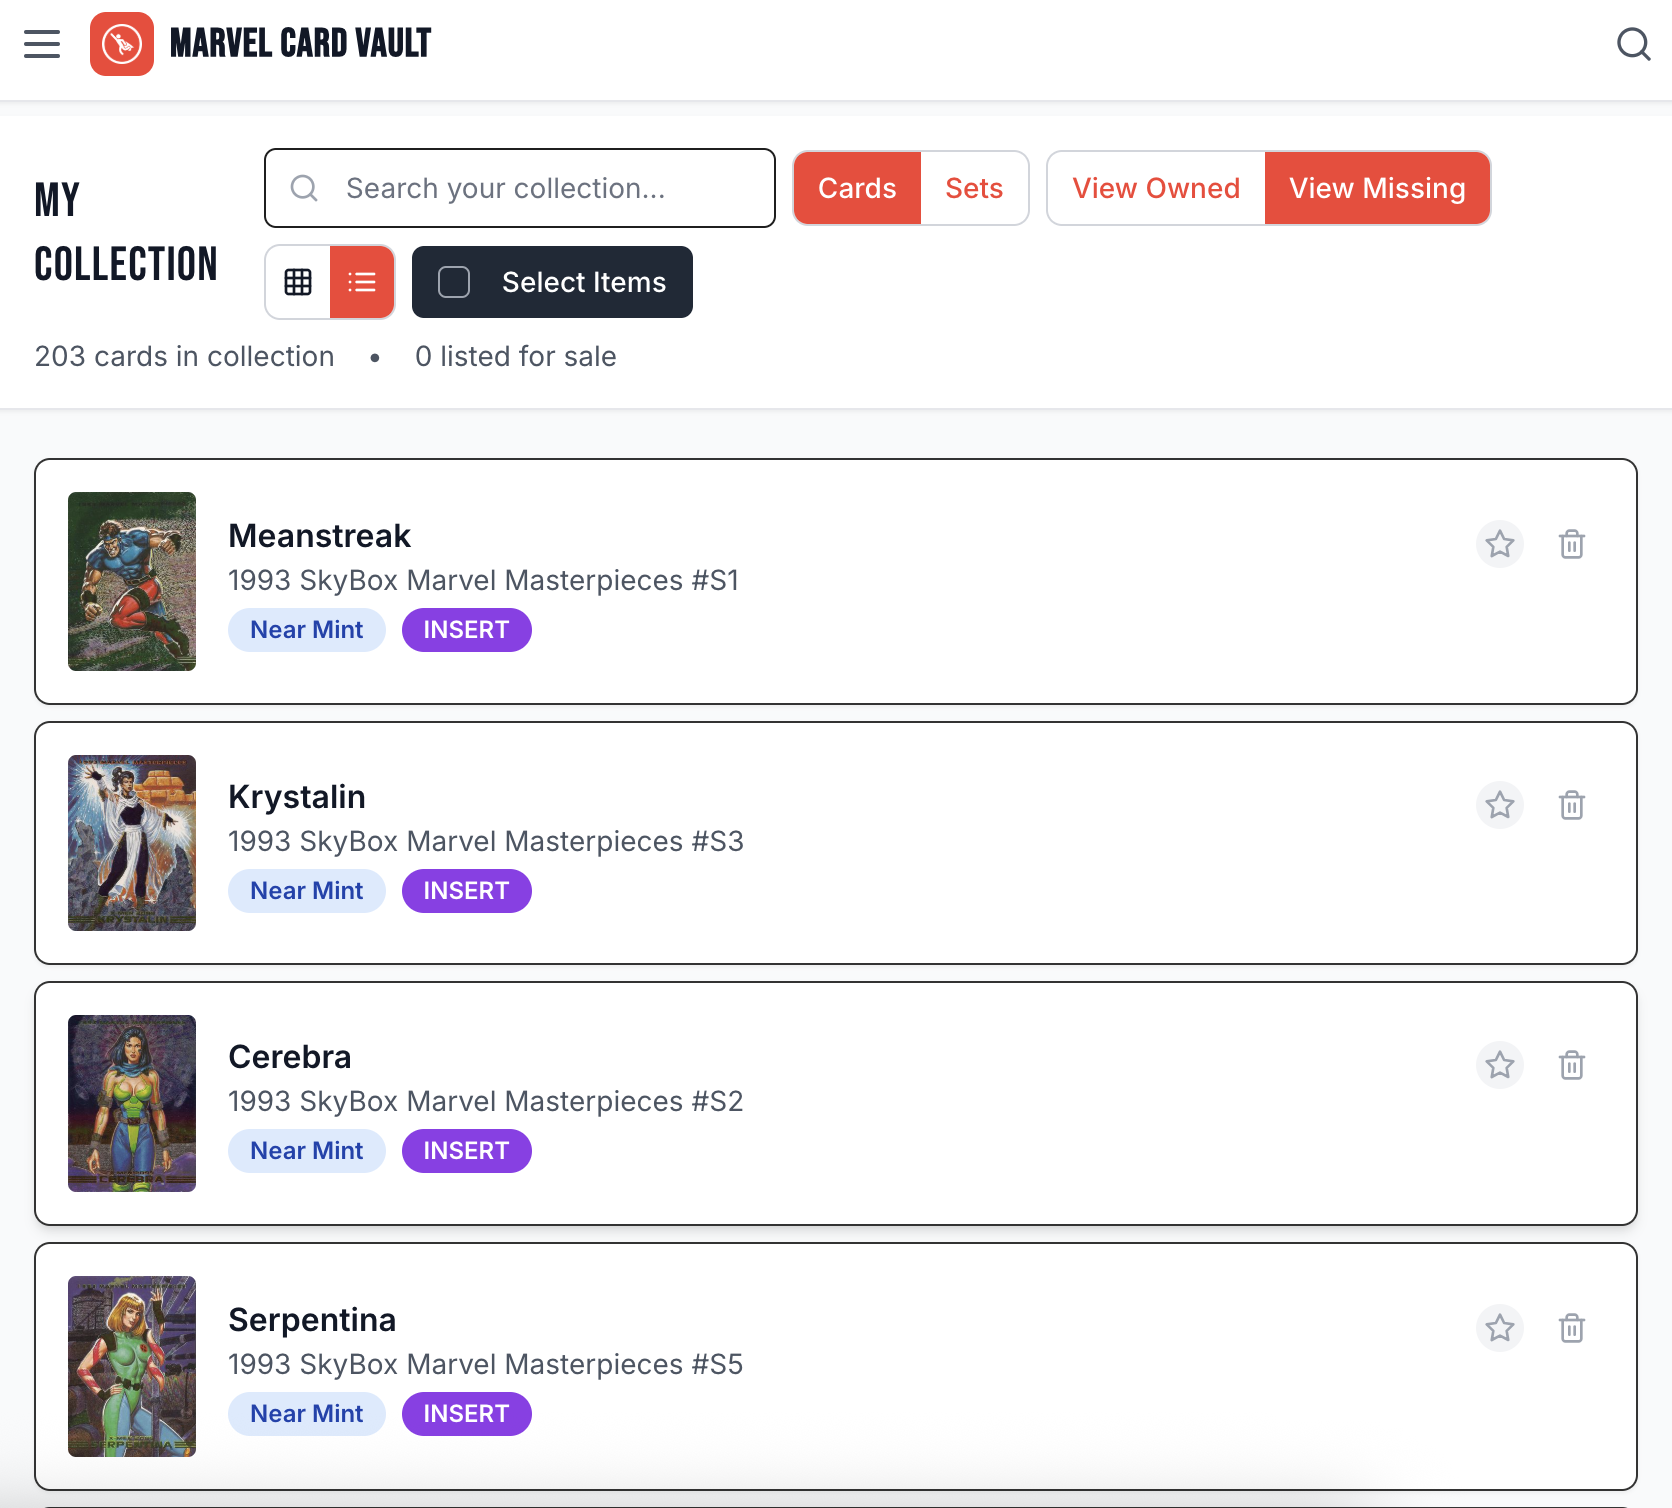 MARVEL CARD VAULT
MY
COLLECTION
Search your collection...
Cards
Sets
View Owned
View Missing
Select Items
203 cards in collection • 0 listed for sale
Meanstreak
1993 SkyBox Marvel Masterpieces #S1
Near Mint
INSERT
Krystalin
1993 SkyBox Marvel Masterpieces #S3
Near Mint
INSERT
KRYSTALIN
Cerebra
1993 SkyBox Marvel Masterpieces #S2
Near Mint
INSERT
CEREBRA
Serpentina
1993 SkyBox Marvel Masterpieces #S5
Near Mint
INSERT
SERPENTINA